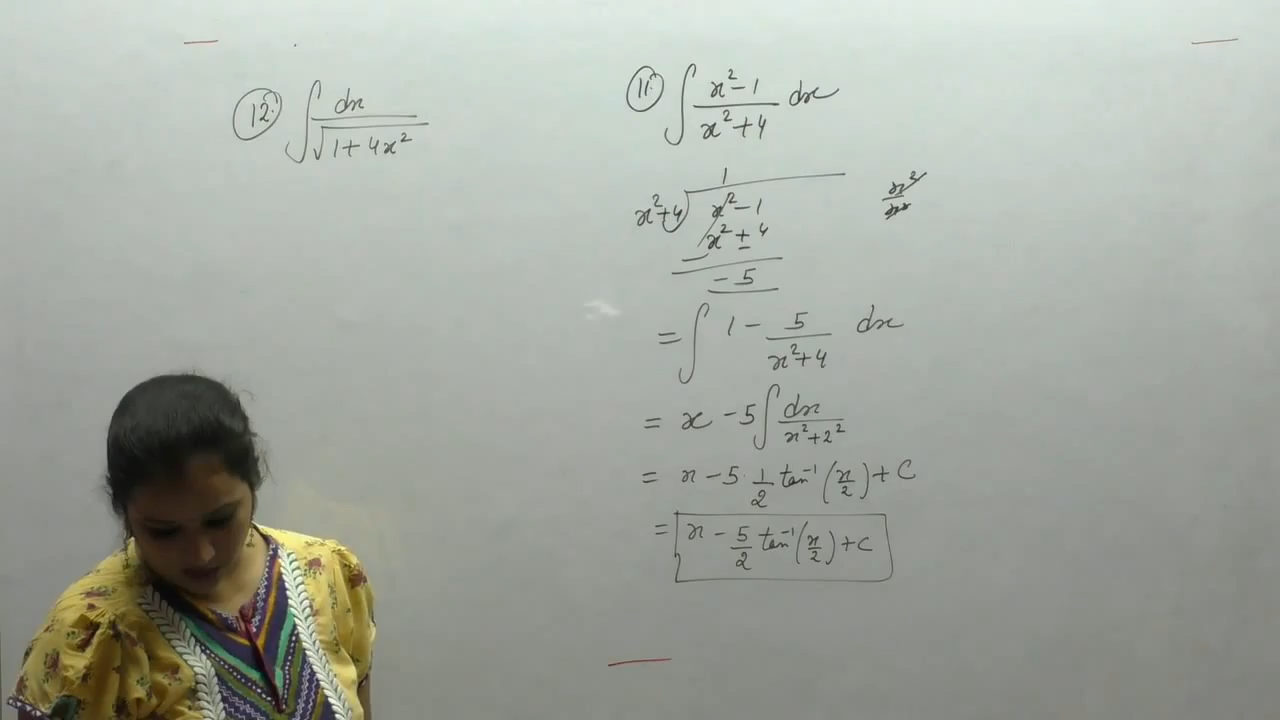 12. ∫ dx / √(1 + 4x²)
11. ∫ (x² - 1) / (x² + 4) dx
1
x² + 4 ) x² - 1
x² + 4
- -
- 5
= ∫ 1 - 5 / (x² + 4) dx
= x - 5 ∫ dx / (x² + 2²)
= x - 5 · 1/2 tan⁻¹ (x/2) + C
= x - 5/2 tan⁻¹ (x/2) + C